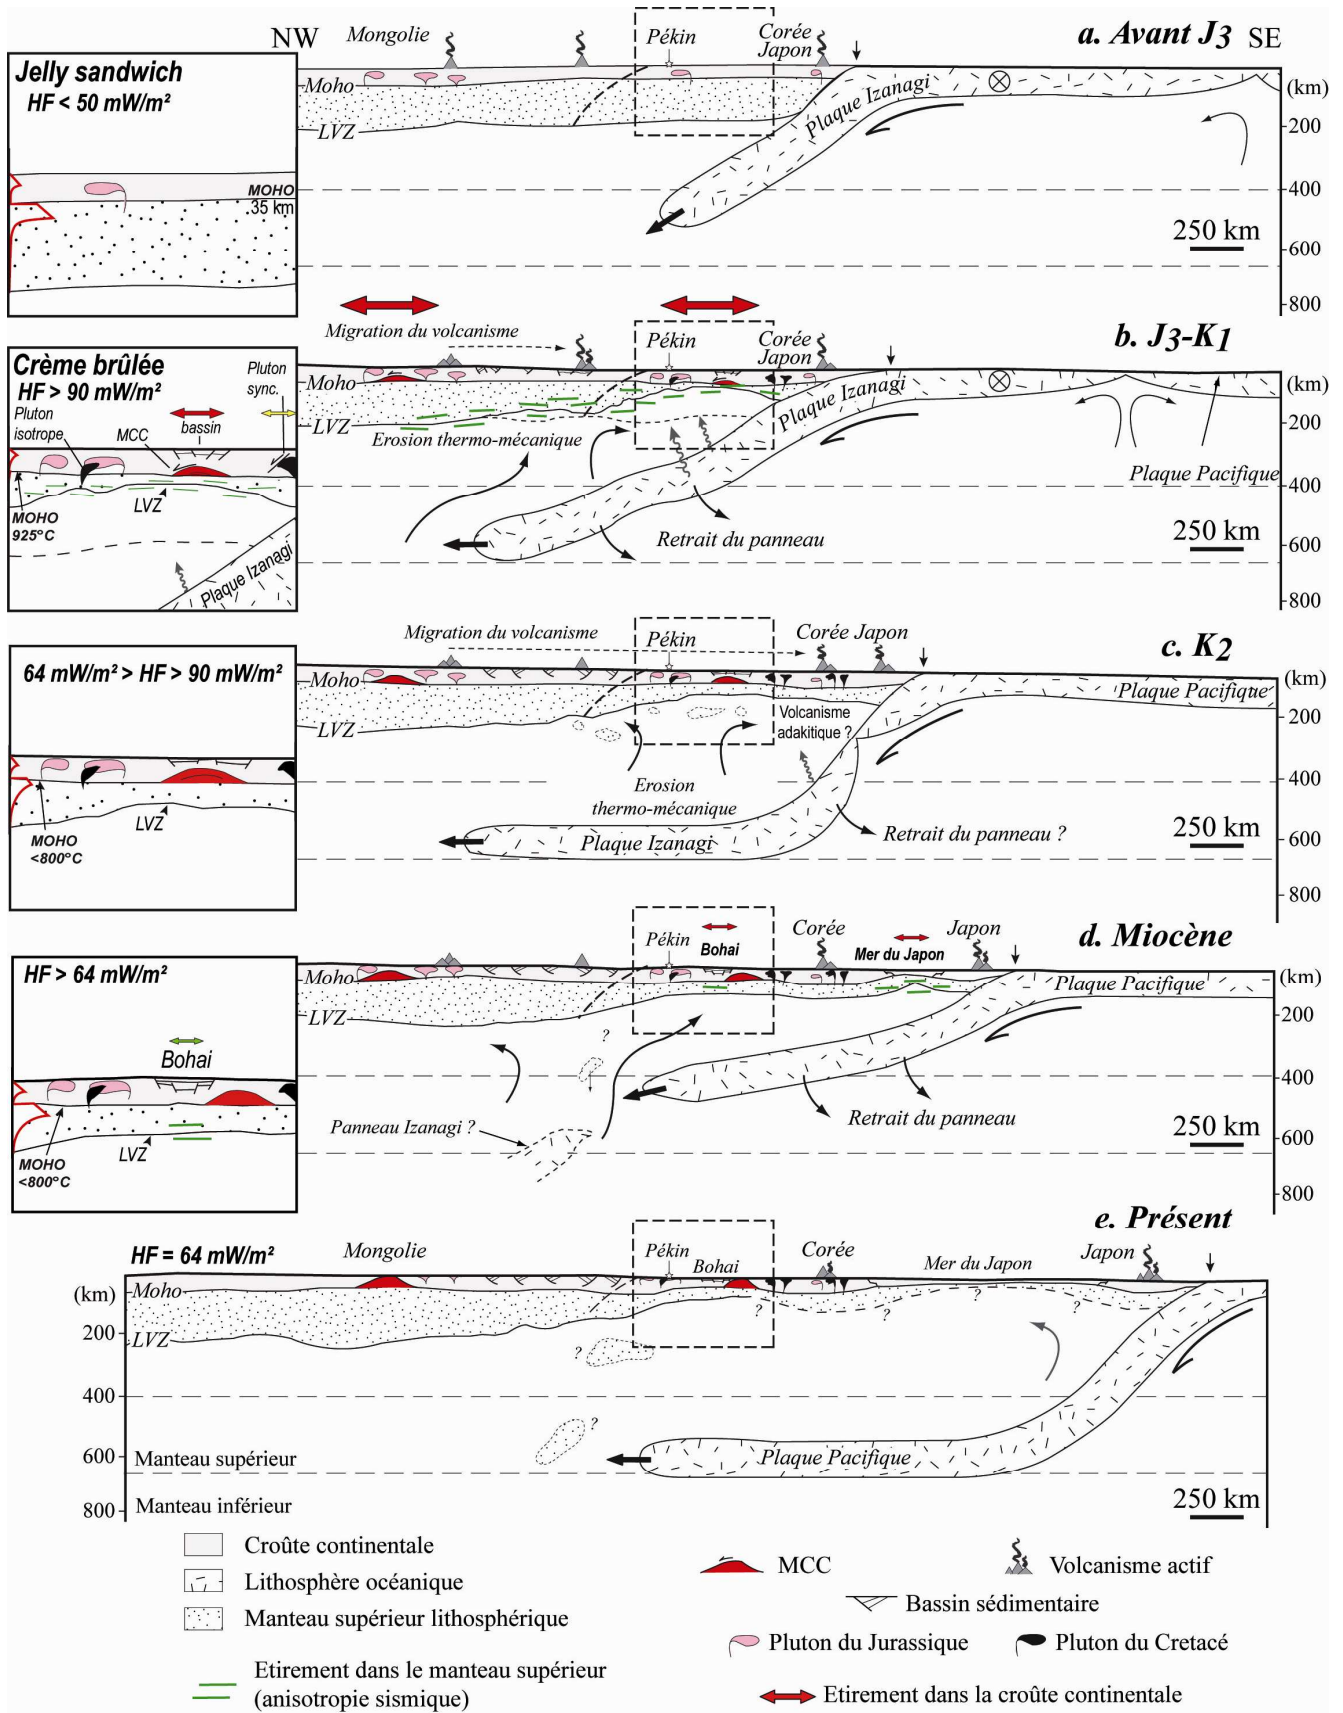 NW
Mongolie
Pékin
Corée
Japon
a. Avant J3
SE
Jelly sandwich
HF < 50 mW/m²
Moho
LVZ
MOHO
35 km
Plaque Izanagi
(km)
200
400
600
800
250 km
Migration du volcanisme
Pékin
Corée
Japon
b. J3-K1
Crème brûlée
HF > 90 mW/m²
Pluton
sync.
Pluton
isotrope
MCC
bassin
LVZ
MOHO
925°C
Plaque Izanagi
Moho
LVZ
Erosion thermo-mécanique
Plaque Izanagi
Retrait du panneau
Plaque Pacifique
(km)
200
400
600
800
250 km
Migration du volcanisme
Pékin
Corée Japon
c. K2
64 mW/m² > HF > 90 mW/m²
LVZ
MOHO
<800°C
Moho
LVZ
Volcanisme
adakitique ?
Erosion
thermo-mécanique
Plaque Izanagi
Retrait du panneau ?
Plaque Pacifique
(km)
200
400
600
800
250 km
Pékin
Bohai
Corée
Mer du Japon
Japon
d. Miocène
HF > 64 mW/m²
Bohai
LVZ
MOHO
<800°C
Moho
LVZ
?
Panneau Izanagi ?
Retrait du panneau
Plaque Pacifique
(km)
200
400
600
800
250 km
e. Présent
HF = 64 mW/m²
Mongolie
Pékin
Bohai
Corée
Mer du Japon
Japon
(km)
Moho
200
LVZ
400
600
800
?
?
?
?
?
?
Manteau supérieur
Manteau inférieur
Plaque Pacifique
250 km
Croûte continentale
Lithosphère océanique
Manteau supérieur lithosphérique
Etirement dans le manteau supérieur
(anisotropie sismique)
MCC
Volcanisme actif
Bassin sédimentaire
Pluton du Jurassique
Pluton du Cretacé
Etirement dans la croûte continentale